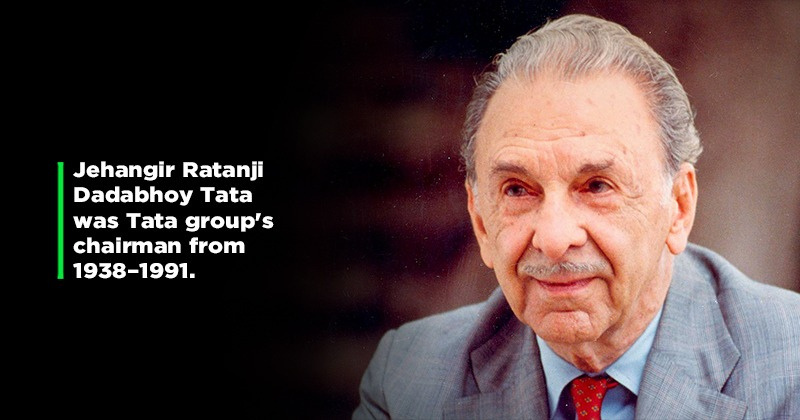 Jehangir Ratanji
Dadabhoy Tata
was Tata group's
chairman from
1938–1991.